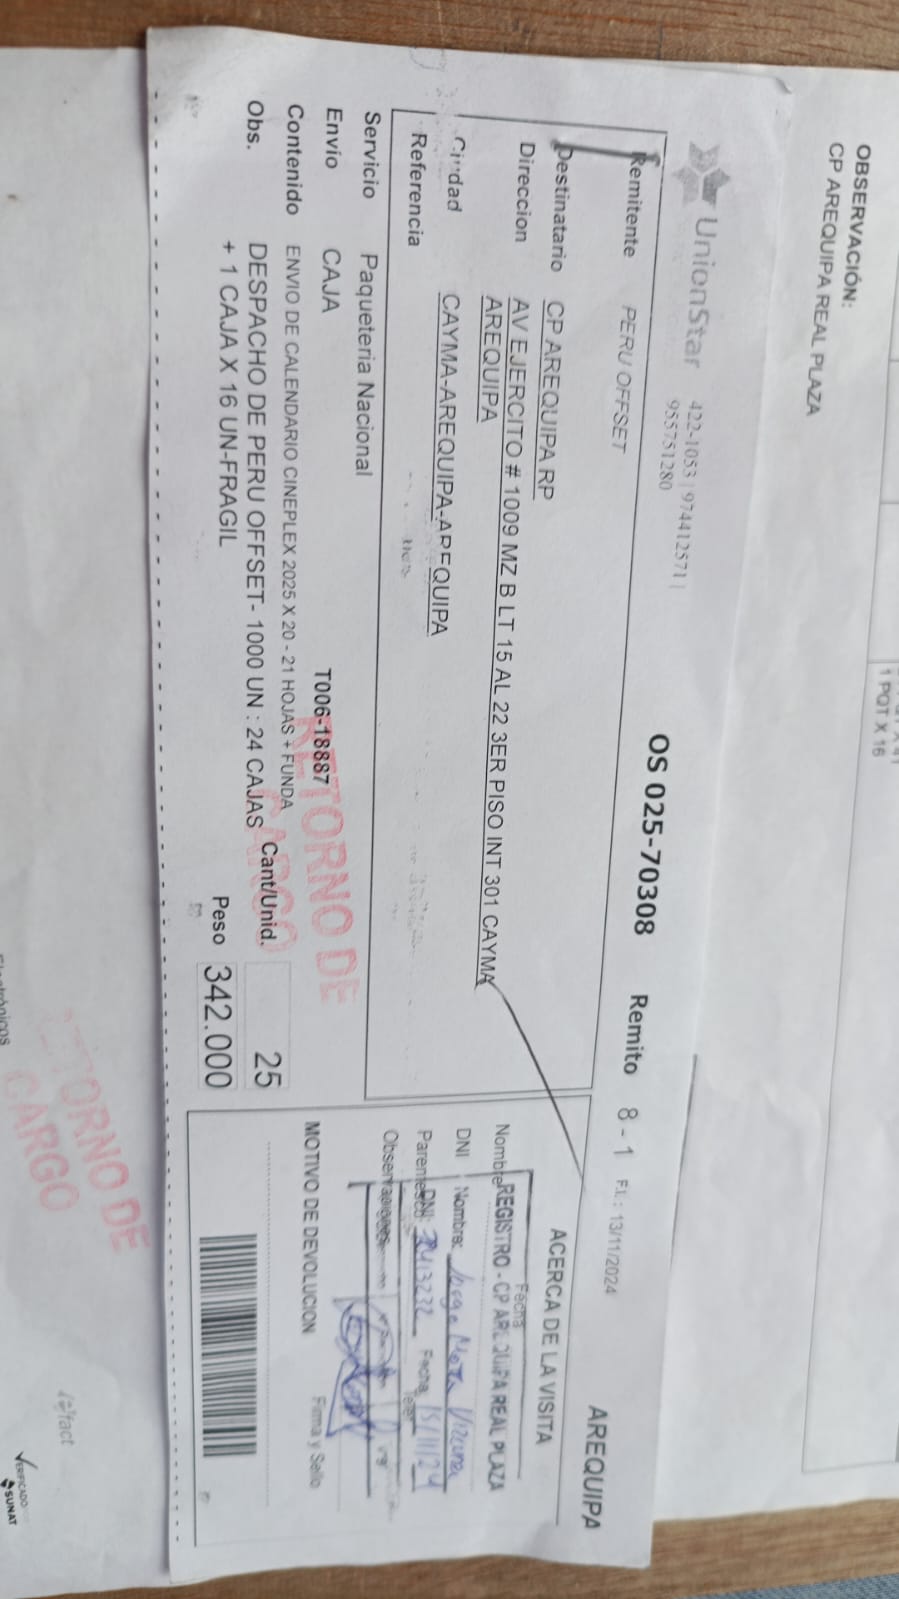 OBSERVACIÓN:
CP AREQUIPA REAL PLAZA
1 PQT X 16
UnionStar 422-1053 | 974412571 |
955751280
OS 025-70308 Remito 8 - 1 F.I.: 13/11/2024 AREQUIPA
Remitente PERU OFFSET
Destinatario CP AREQUIPA RP
Direccion AV EJERCITO # 1009 MZ B LT 15 AL 22 3ER PISO INT 301 CAYMA
AREQUIPA
Ciudad CAYMA-AREQUIPA-AREQUIPA
Referencia
Servicio Paqueteria Nacional
Envío CAJA T006-18887
Contenido ENVIO DE CALENDARIO CINEPLEX 2025 X 20 - 21 HOJAS + FUNDA
Obs. DESPACHO DE PERU OFFSET- 1000 UN : 24 CAJAS
+ 1 CAJA X 16 UN-FRAGIL
Cant/Unid. 25
Peso 342.000
RETORNO DE
CARGO
ACERCA DE LA VISITA
Fecha
Nombre
REGISTRO - CP AREQUIPA REAL PLAZA
DNI
Nombre: Jorge
Parentesco
DNI: Fecha 15/11/24
Observaciones
MOTIVO DE DEVOLUCION Firma y Sello
RETORNO DE
CARGO
VERIFICADO
SUNAT